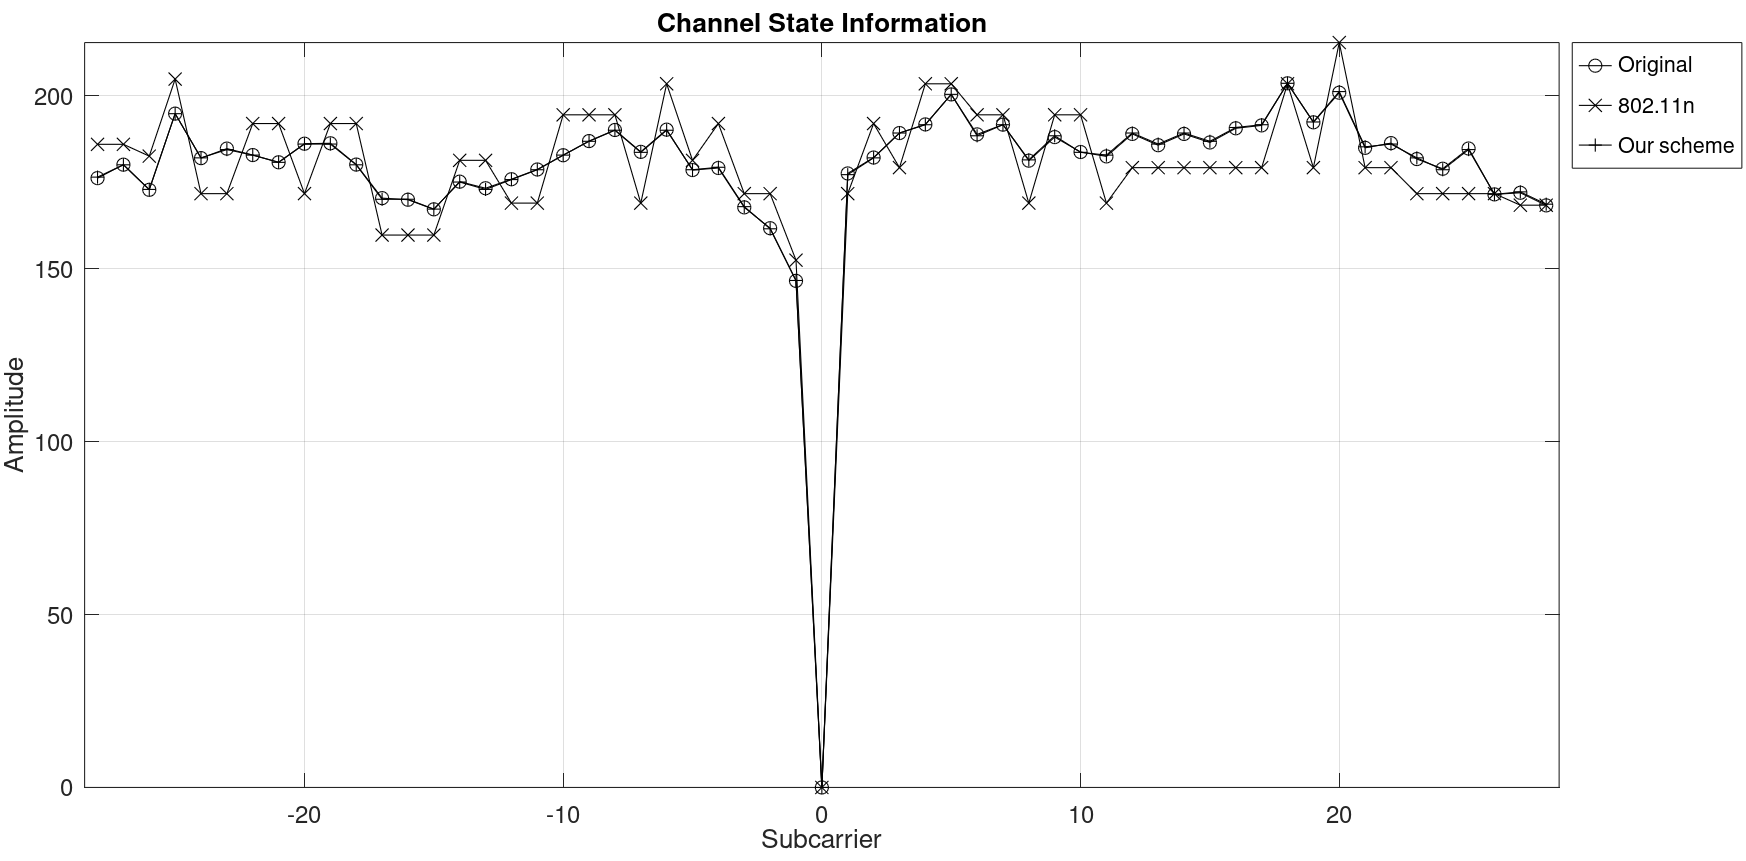 Channel State Information
Original
802.11n
Our scheme
200
150
100
50
0
Amplitude
-20
-10
0
10
20
Subcarrier